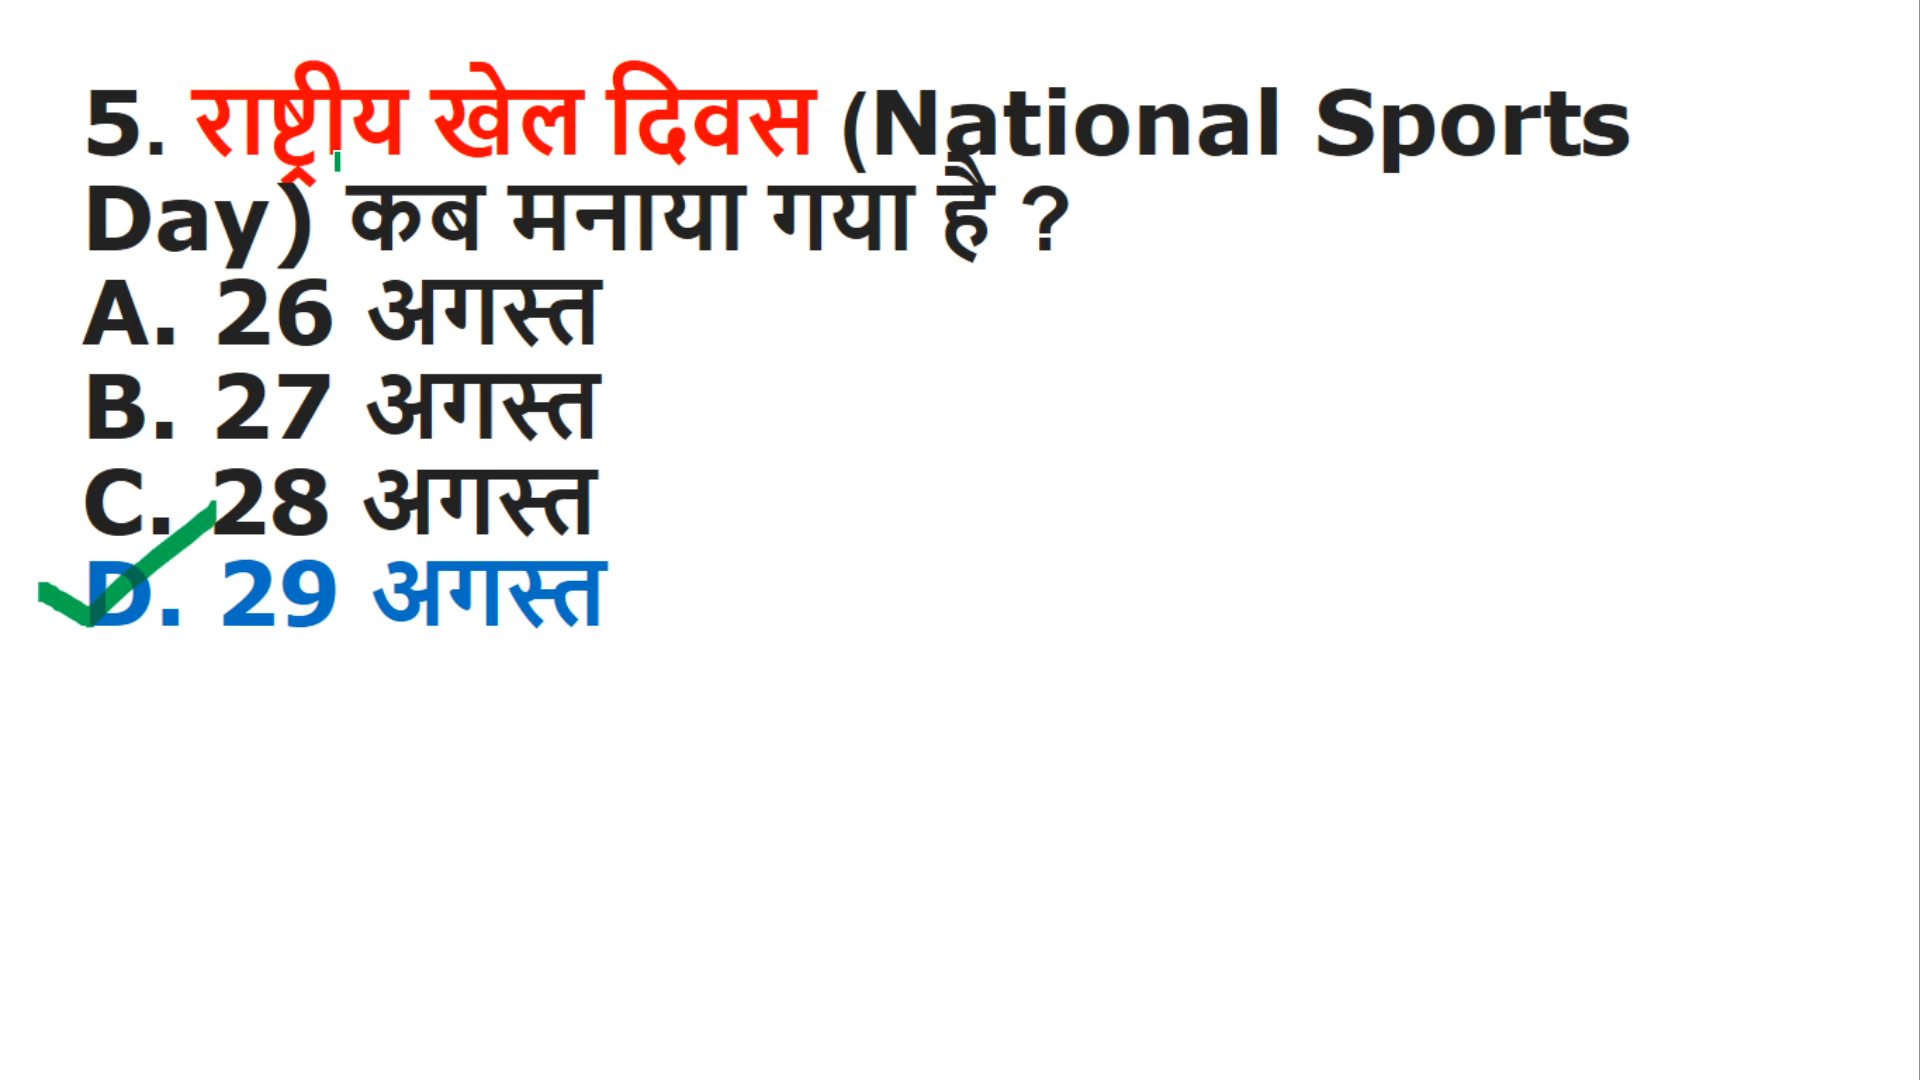 5. राष्ट्रीय खेल दिवस (National Sports
Day) कब मनाया गया है ?
A. 26 अगस्त
B. 27 अगस्त
C. 28 अगस्त
D. 29 अगस्त